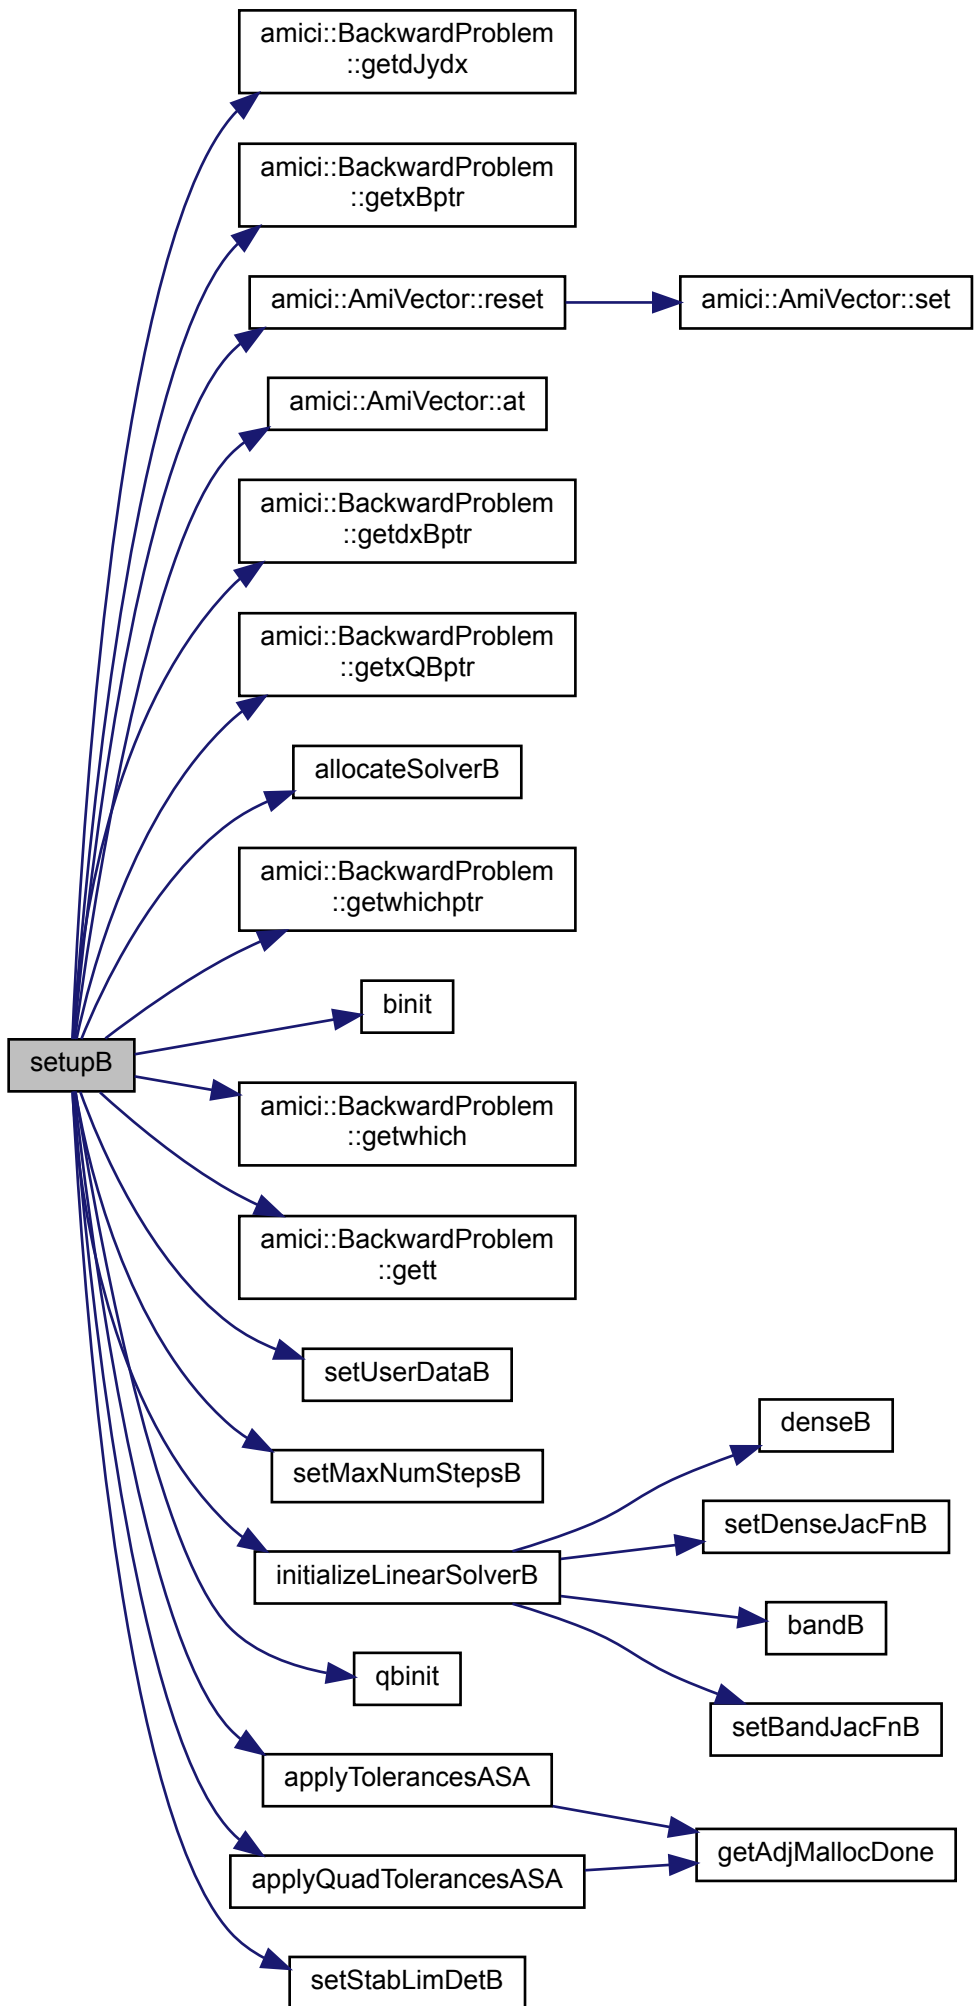 amici::BackwardProblem
::getdJydx
amici::BackwardProblem
::getxBptr
amici::AmiVector::reset
amici::AmiVector::set
amici::AmiVector::at
amici::BackwardProblem
::getdxBptr
amici::BackwardProblem
::getxQBptr
allocateSolverB
amici::BackwardProblem
::getwhichptr
binit
setupB
amici::BackwardProblem
::getwhich
amici::BackwardProblem
::gett
setUserDataB
denseB
setMaxNumStepsB
setDenseJacFnB
initializeLinearSolverB
bandB
qbinit
setBandJacFnB
applyTolerancesASA
getAdjMallocDone
applyQuadTolerancesASA
setStabLimDetB